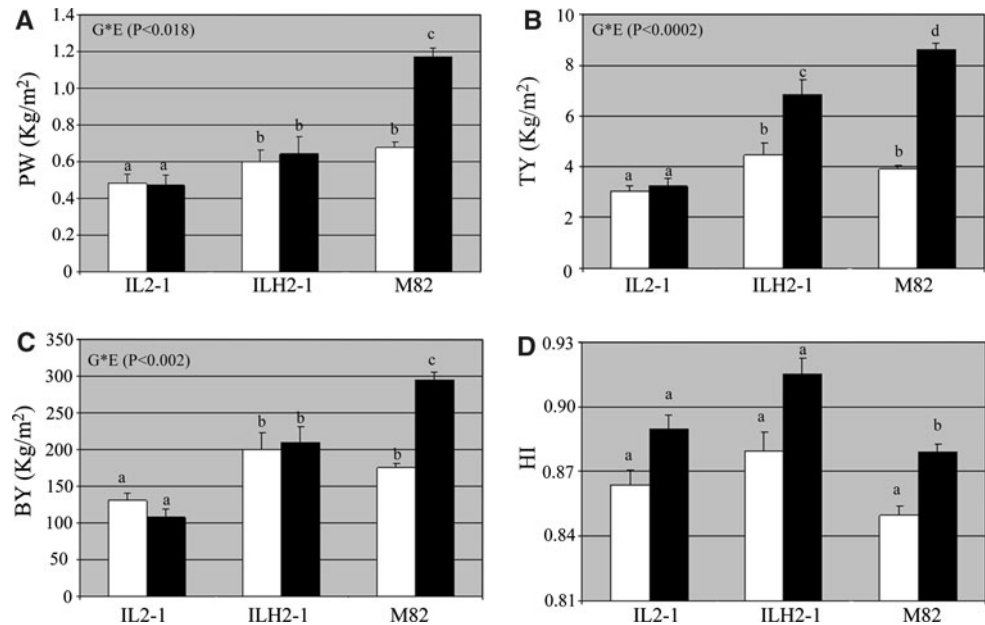 A
G*E (P<0.018)
PW (Kg/m²)
1.4
1.2
1.0
0.8
0.6
0.4
0.2
0
a
a
b
b
b
c
IL2-1
ILH2-1
M82
B
G*E (P<0.0002)
TY (Kg/m²)
10
8
6
4
2
0
a
a
b
c
b
d
IL2-1
ILH2-1
M82
C
G*E (P<0.002)
BY (Kg/m²)
350
300
250
200
150
100
50
0
a
a
b
b
b
c
IL2-1
ILH2-1
M82
D
HI
0.93
0.90
0.87
0.84
0.81
a
a
a
a
a
b
IL2-1
ILH2-1
M82